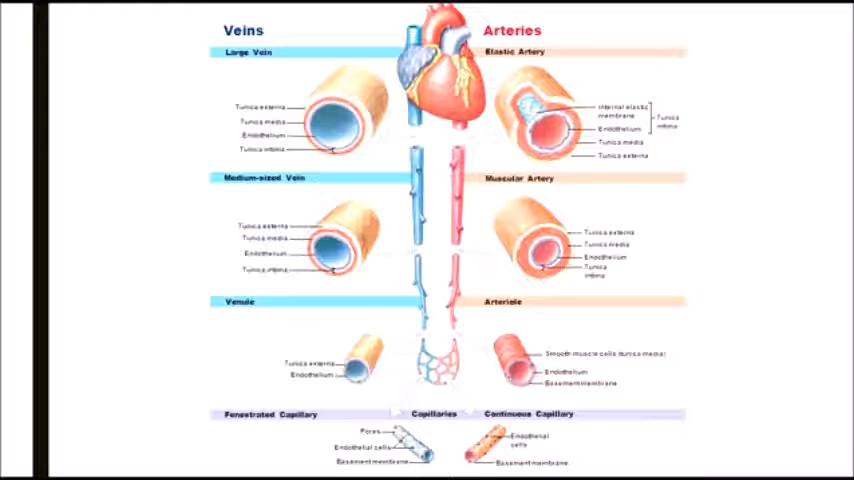 Veins
Arteries
Large Vein
Elastic Artery
Tunica externa
Tunica media
Endothelium
Tunica intima
Internal elastic
membrane
Endothelium
Tunica
intima
Tunica media
Tunica externa
Medium-sized Vein
Muscular Artery
Tunica externa
Tunica media
Endothelium
Tunica intima
Tunica externa
Tunica media
Endothelium
Tunica
intima
Venule
Arteriole
Tunica externa
Endothelium
Smooth muscle cells (tunica media)
Endothelium
Basement membrane
Fenestrated Capillary
Capillaries
Continuous Capillary
Pores
Endothelial cells
Basement membrane
Endothelial
cells
Basement membrane